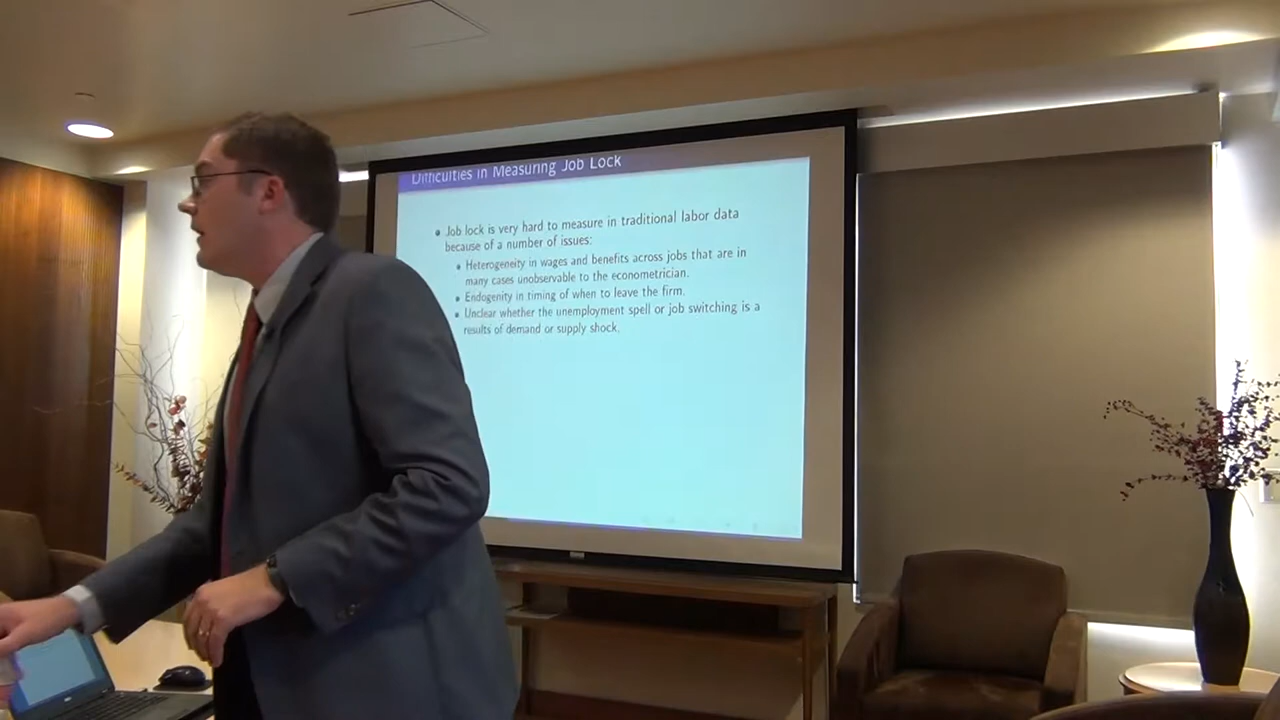 Difficulties in Measuring Job Lock
Job lock is very hard to measure in traditional labor data
because of a number of issues:
Heterogeneity in wages and benefits across jobs that are in
many cases unobservable to the econometrician.
Endogenity in timing of when to leave the firm.
Unclear whether the unemployment spell or job switching is a
results of demand or supply shock.